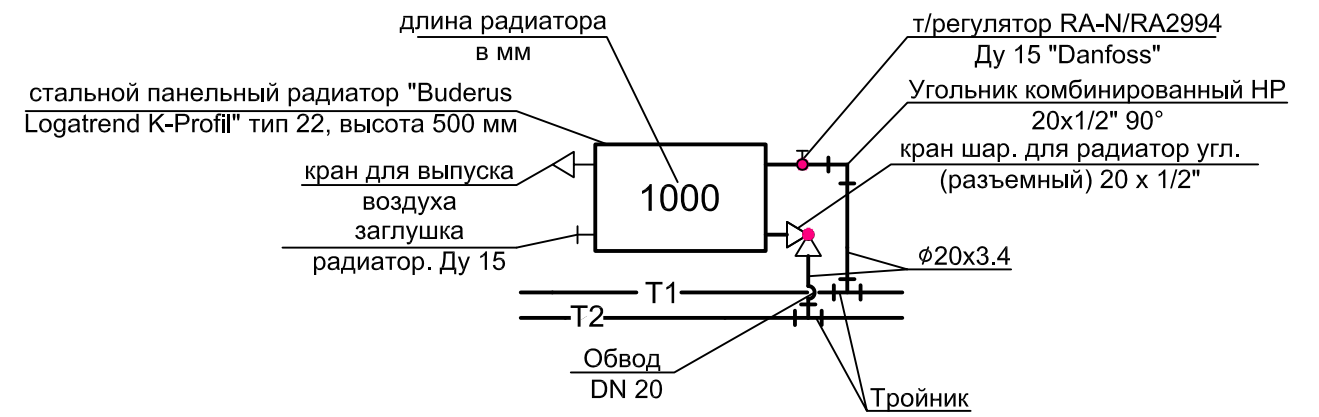 длина радиатора
в мм
т/регулятор RA-N/RA2994
Ду 15 "Danfoss"
стальной панельный радиатор "Buderus
Logatrend K-Profil" тип 22, высота 500 мм
Угольник комбинированный НР
20x1/2" 90°
кран шар. для радиатор угл.
(разъемный) 20 x 1/2"
кран для выпуска
воздуха
1000
заглушка
радиатор. Ду 15
⌀20x3.4
T1
T2
Обвод
DN 20
Тройник